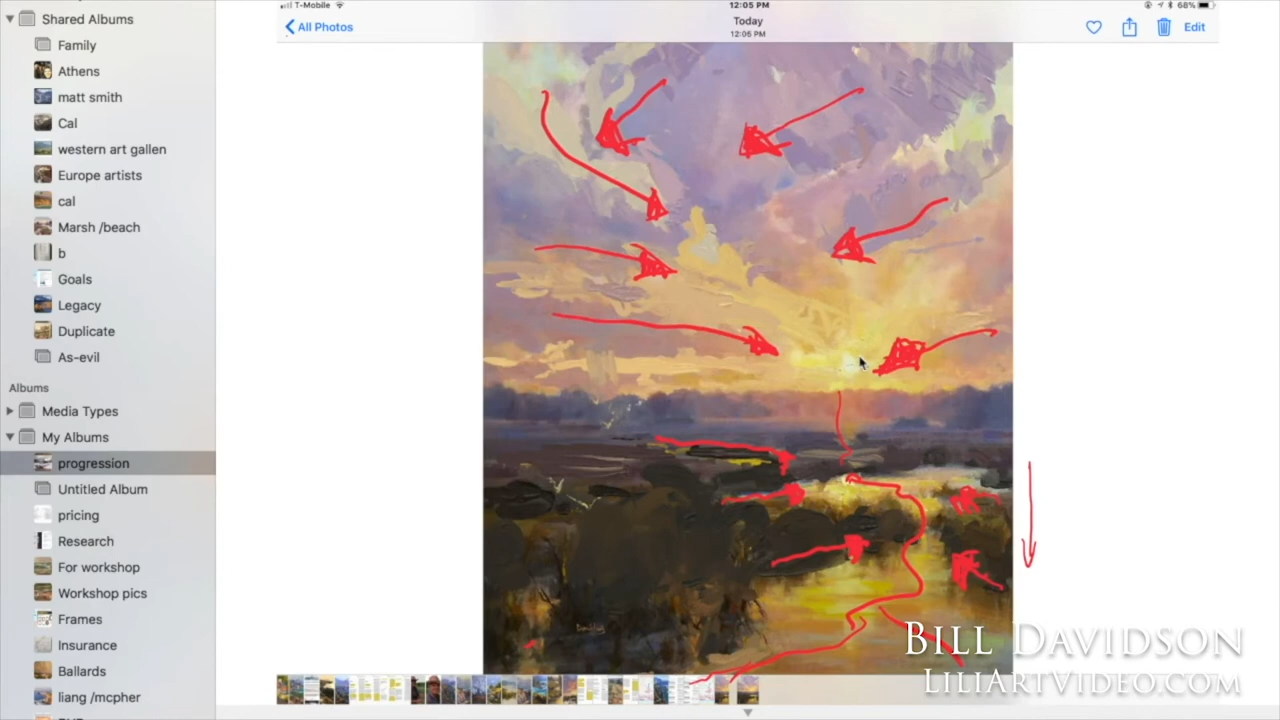 Shared Albums
Family
Athens
matt smith
Cal
western art gallen
Europe artists
cal
Marsh /beach
b
Goals
Legacy
Duplicate
As-evil
Albums
Media Types
My Albums
progression
Untitled Album
pricing
Research
For workshop
Workshop pics
Frames
Insurance
Ballards
liang /mcpher
T-Mobile
12:05 PM
68%
All Photos
Today
12:06 PM
Edit
BILL DAVIDSON
LILIARTVIDEO.COM